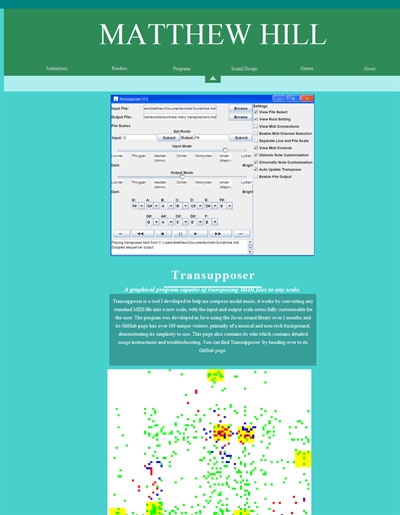 MATTHEW HILL
Animations Renders Programs Sound Design Games About
Transupposer v1.0
Input File: Browse
Output File: Browse
File Scales
Set Roots
Input: G Submit Output: F# Submit
Input Mode
Locrian Phrygian Aeolian (Minor) Dorian Mixolydian Ionian (Major) Lydian
Dark Bright
Output Mode
Locrian Phrygian Aeolian (Minor) Dorian Mixolydian Ionian (Major) Lydian
Dark Bright
Settings
View File Select
View Root Setting
View Midi Connections
Enable Midi Channel Selection
Separate Live and File Scale
View Midi Controls
Diatonic Note Customisation
Chromatic Note Customisation
Auto Update Transposer
Enable File Output
Stopped sequencer output
Transupposer
A graphical program capable of transposing MIDI files to any scale.
Transupposer is a tool I developed to help me compose modal music, it works by converting any
standard MIDI file into a new scale, with the input and output scale notes fully customisable for
the user. The program was developed in Java using the Javax.sound library over 2 months and
its GitHub page has over 100 unique visitors, primarily of a musical and non-tech background,
demonstrating its simplicity to use. This page also contains its wiki which contains detailed
usage instructions and troubleshooting. You can find Transupposer by heading over to its
GitHub page.